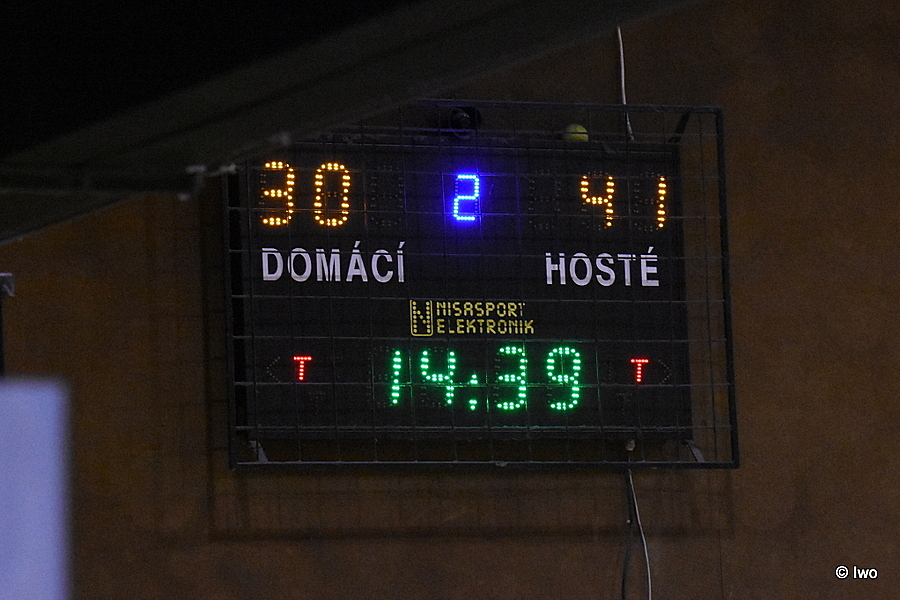 30 2 41
DOMÁCÍ HOSTÉ
N NISASPORT
ELEKTRONIK
T 14.39 T
© Iwo